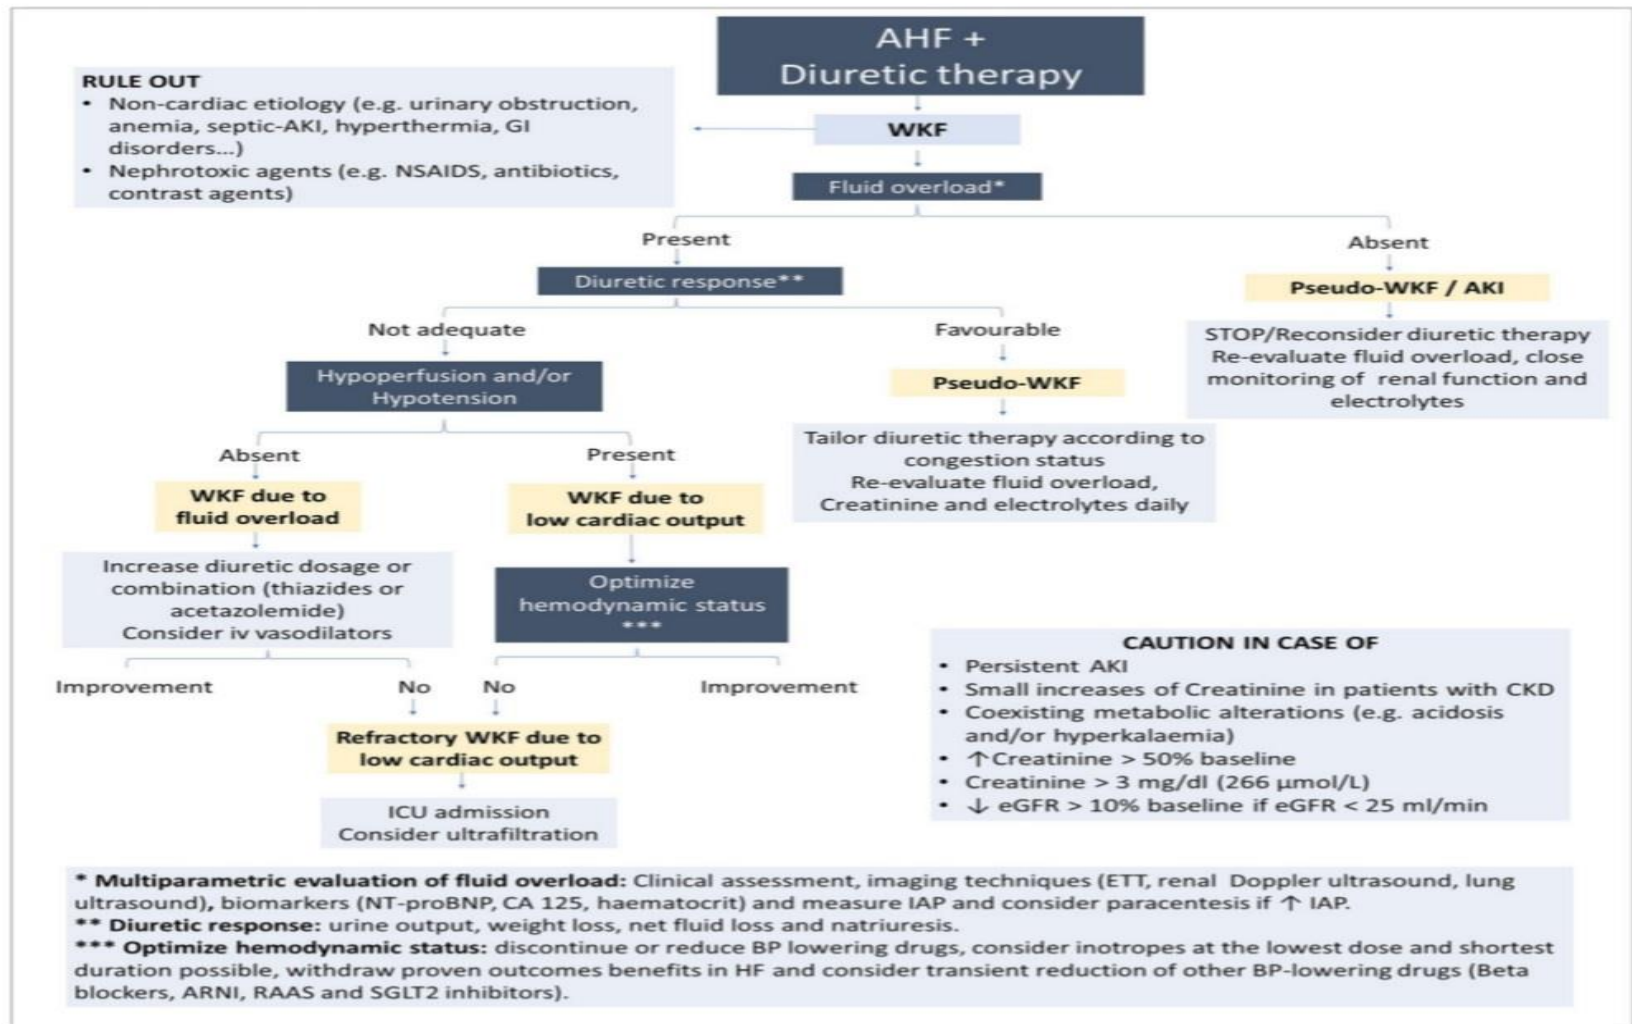 AHF +
Diuretic therapy
RULE OUT
• Non-cardiac etiology (e.g. urinary obstruction,
anemia, septic-AKI, hyperthermia, GI
disorders...)
• Nephrotoxic agents (e.g. NSAIDS, antibiotics,
contrast agents)
WKF
Fluid overload*
Present
Absent
Diuretic response**
Pseudo-WKF / AKI
STOP/Reconsider diuretic therapy
Re-evaluate fluid overload, close
monitoring of renal function and
electrolytes
Not adequate
Favourable
Hypoperfusion and/or
Hypotension
Pseudo-WKF
Tailor diuretic therapy according to
congestion status
Re-evaluate fluid overload,
Creatinine and electrolytes daily
Absent
Present
WKF due to
fluid overload
WKF due to
low cardiac output
Increase diuretic dosage or
combination (thiazides or
acetazolemide)
Consider iv vasodilators
Optimize
hemodynamic status
***
Improvement
No
No
Improvement
Refractory WKF due to
low cardiac output
ICU admission
Consider ultrafiltration
CAUTION IN CASE OF
• Persistent AKI
• Small increases of Creatinine in patients with CKD
• Coexisting metabolic alterations (e.g. acidosis
and/or hyperkalaemia)
• ↑Creatinine > 50% baseline
• Creatinine > 3 mg/dl (266 µmol/L)
• ↓ eGFR > 10% baseline if eGFR < 25 ml/min
* Multiparametric evaluation of fluid overload: Clinical assessment, imaging techniques (ETT, renal Doppler ultrasound, lung
ultrasound), biomarkers (NT-proBNP, CA 125, haematocrit) and measure IAP and consider paracentesis if ↑ IAP.
** Diuretic response: urine output, weight loss, net fluid loss and natriuresis.
*** Optimize hemodynamic status: discontinue or reduce BP lowering drugs, consider inotropes at the lowest dose and shortest
duration possible, withdraw proven outcomes benefits in HF and consider transient reduction of other BP-lowering drugs (Beta
blockers, ARNI, RAAS and SGLT2 inhibitors).